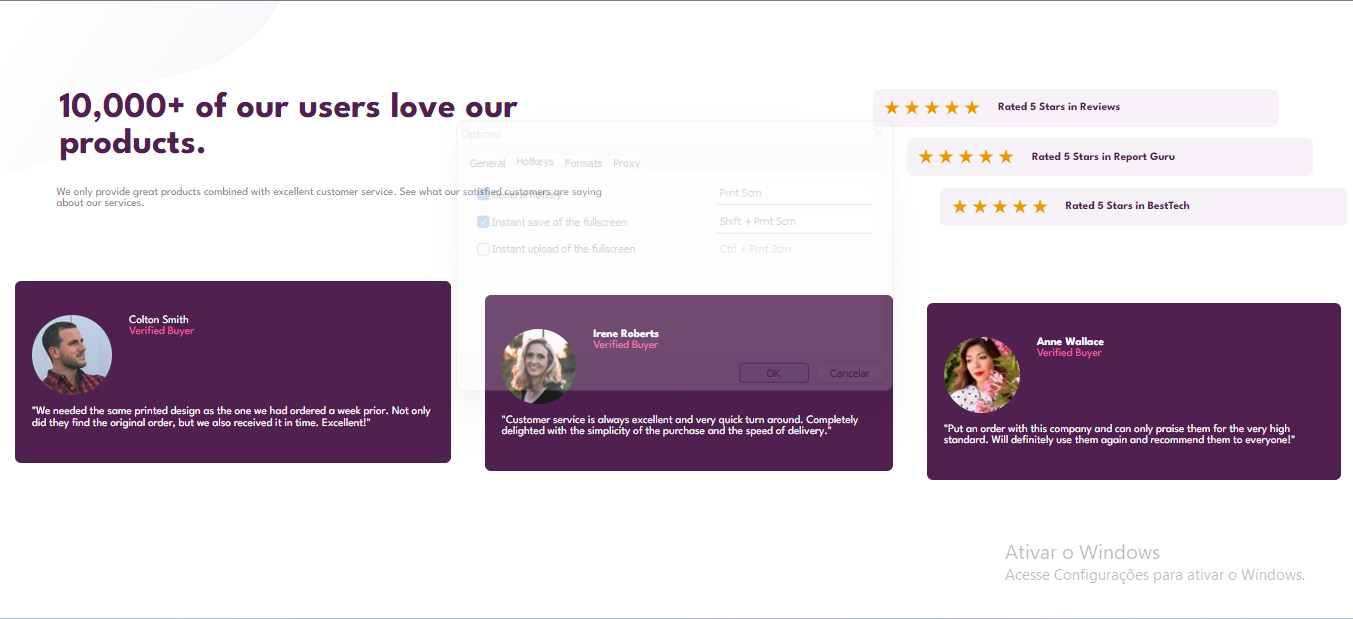 10,000+ of our users love our
products.
We only provide great products combined with excellent customer service. See what our satisfied customers are saying
about our services.
Rated 5 Stars in Reviews
Rated 5 Stars in Report Guru
Rated 5 Stars in BestTech
Options
General Hotkeys Formats Proxy
General hotkey Prnt Scrn
Instant save of the fullscreen Shift + Prnt Scrn
Instant upload of the fullscreen Ctrl + Prnt Scrn
OK Cancelar
Colton Smith
Verified Buyer
"We needed the same printed design as the one we had ordered a week prior. Not only
did they find the original order, but we also received it in time. Excellent!"
Irene Roberts
Verified Buyer
"Customer service is always excellent and very quick turn around. Completely
delighted with the simplicity of the purchase and the speed of delivery."
Anne Wallace
Verified Buyer
"Put an order with this company and can only praise them for the very high
standard. Will definitely use them again and recommend them to everyone!"
Ativar o Windows
Acesse Configurações para ativar o Windows.